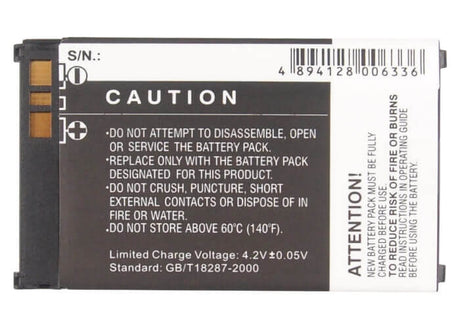 S/N.:
4 894128 006336
CAUTION
•DO NOT ATTEMPT TO DISASSEMBLE, OPEN
OR SERVICE THE BATTERY PACK.
•REPLACE ONLY WITH THE BATTERY PACK
DESIGNATED FOR THIS PRODUCT.
•DO NOT CRUSH, PUNCTURE, SHORT
EXTERNAL CONTACTS OR DISPOSE OF IN
FIRE OR WATER.
•DO NOT STORE ABOVE 60℃ (140℉).
Limited Charge Voltage: 4.2V±0.05V
Standard: GB/T18287-2000
ATTENTION!
NEW BATTERY PACK MUST BE FULLY
CHARGED BEFORE USE.
TO REDUCE RISK OF FIRE OR BURNS
READ INSTRUCTIONS IN OPERATING GUIDE
BEFORE USING THE BATTERY.